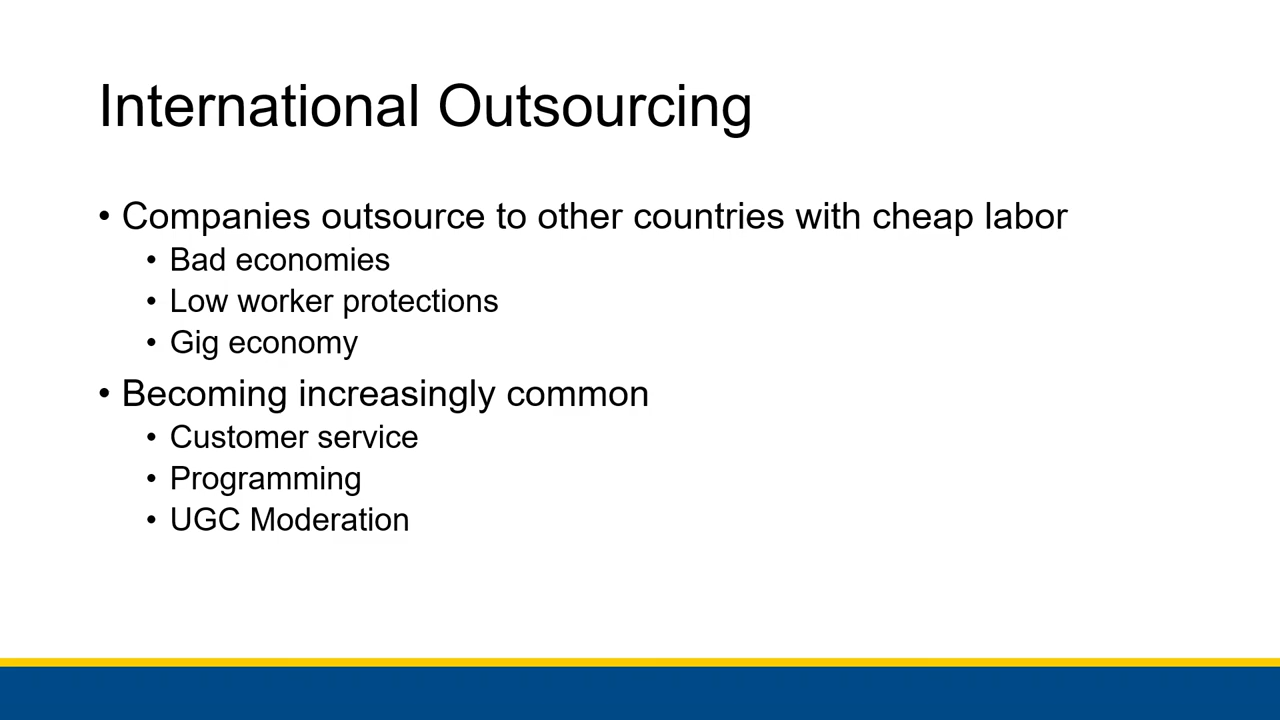 International Outsourcing
• Companies outsource to other countries with cheap labor
• Bad economies
• Low worker protections
• Gig economy
• Becoming increasingly common
• Customer service
• Programming
• UGC Moderation